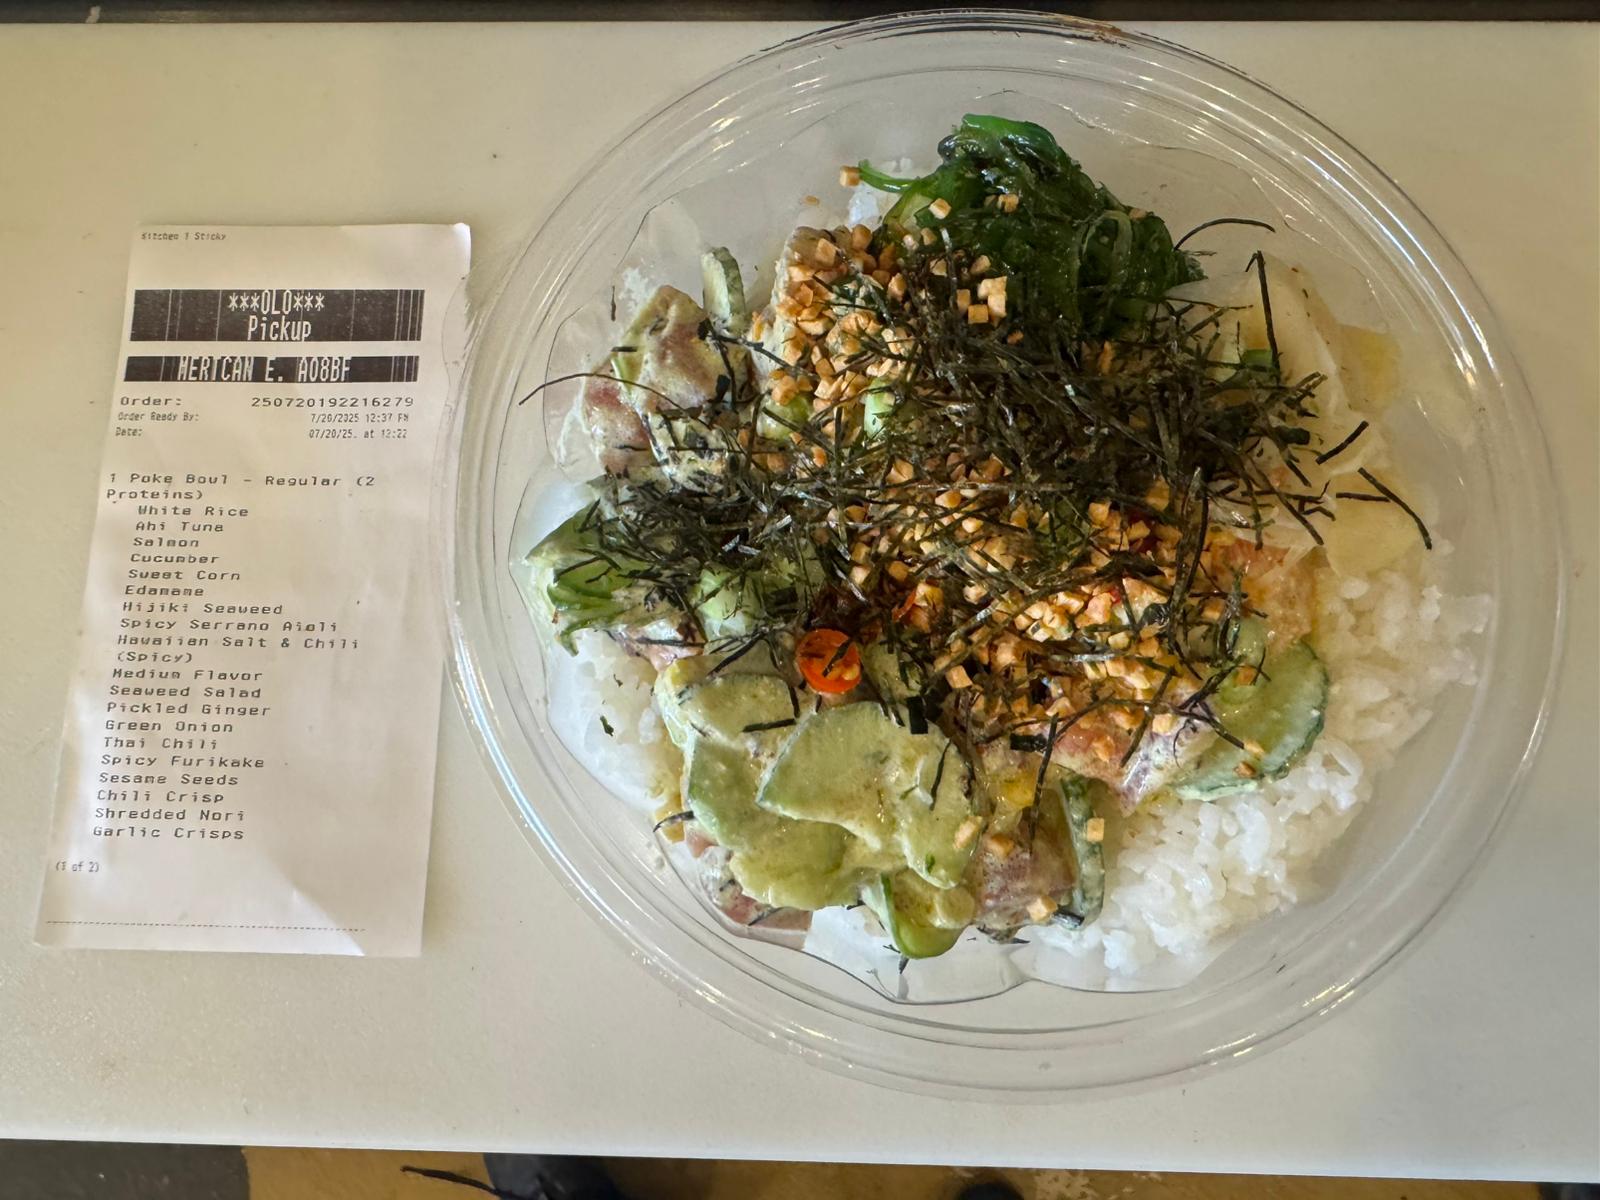 Kitchen 1 Sticky
***OLO***
Pickup
MERTCAN E. A08BF
Order: 250720192216279
Order Ready By: 7/20/2025 12:37 PM
Date: 07/20/25. at 12:22
1 Poke Bowl - Regular (2
Proteins)
White Rice
Ahi Tuna
Salmon
Cucumber
Sweet Corn
Edamame
Hijiki Seaweed
Spicy Serrano Aioli
Hawaiian Salt & Chili
(Spicy)
Medium Flavor
Seaweed Salad
Pickled Ginger
Green Onion
Thai Chili
Spicy Furikake
Sesame Seeds
Chili Crisp
Shredded Nori
Garlic Crisps
(1 of 2)